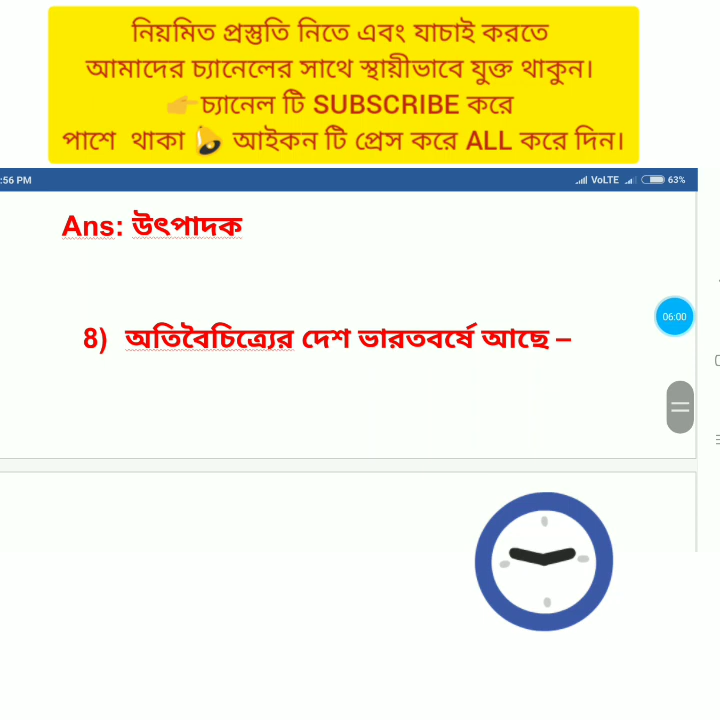 নিয়মিত প্রস্তুতি নিতে এবং যাচাই করতে
আমাদের চ্যানেলের সাথে স্থায়ীভাবে যুক্ত থাকুন।
👉চ্যানেল টি SUBSCRIBE করে
পাশে থাকা 🔔 আইকন টি প্রেস করে ALL করে দিন।
:56 PM VoLTE 63%
Ans: উৎপাদক
06:00
8) অতিবৈচিত্র্যের দেশ ভারতবর্ষে আছে –